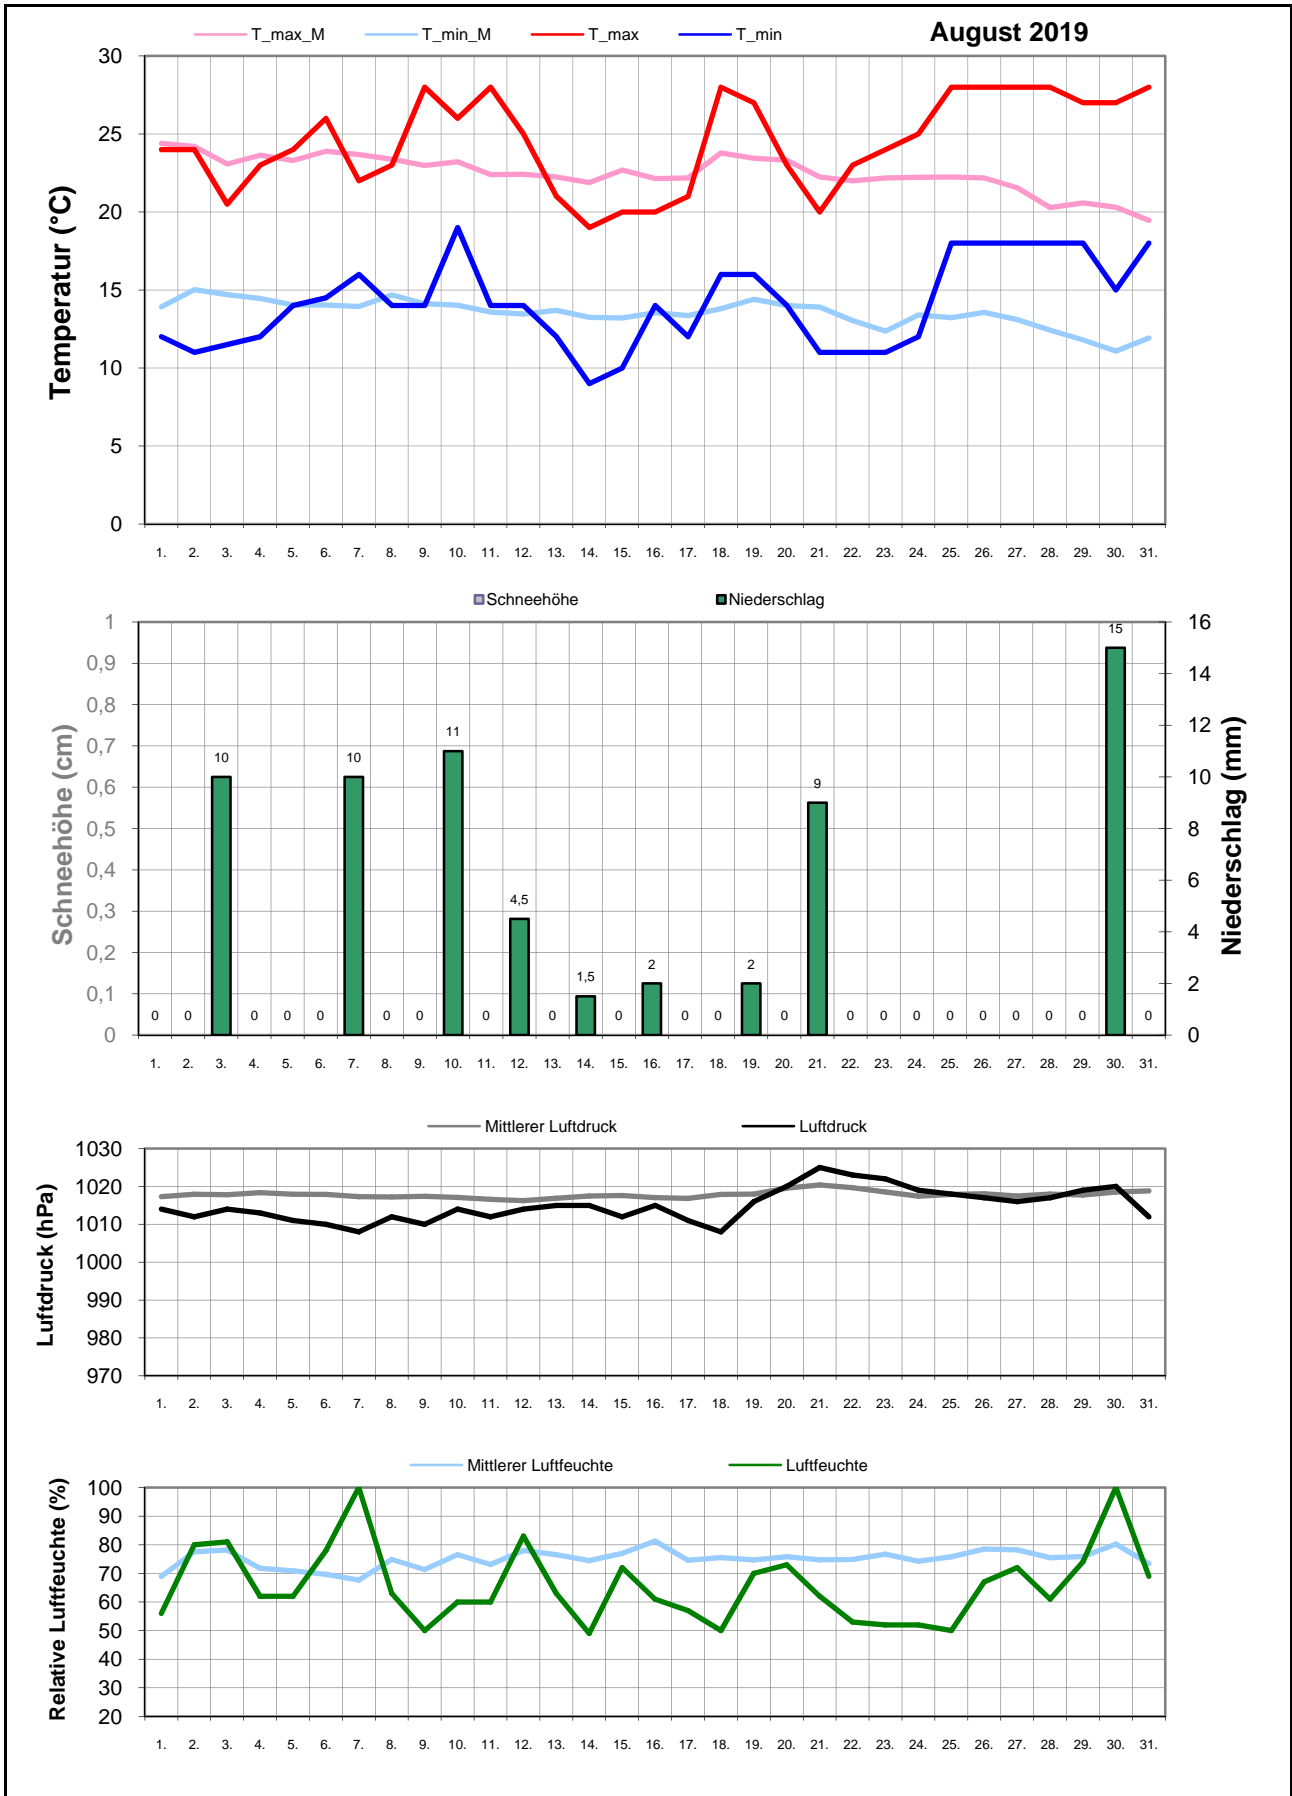 August 2019
T_max_M T_min_M T_max T_min
Temperatur (°C)
30
25
20
15
10
5
0
1. 2. 3. 4. 5. 6. 7. 8. 9. 10. 11. 12. 13. 14. 15. 16. 17. 18. 19. 20. 21. 22. 23. 24. 25. 26. 27. 28. 29. 30. 31.
Schneehöhe Niederschlag
Schneehöhe (cm)
1
0,9
0,8
0,7
0,6
0,5
0,4
0,3
0,2
0,1
0
0 0 10 0 0 0 10 0 0 11 0 4,5 0 1,5 0 2 0 0 2 0 9 0 0 0 0 0 0 0 0 15 0
16
14
12
10
8
6
4
2
0
Niederschlag (mm)
1. 2. 3. 4. 5. 6. 7. 8. 9. 10. 11. 12. 13. 14. 15. 16. 17. 18. 19. 20. 21. 22. 23. 24. 25. 26. 27. 28. 29. 30. 31.
Mittlerer Luftdruck Luftdruck
Luftdruck (hPa)
1030
1020
1010
1000
990
980
970
1. 2. 3. 4. 5. 6. 7. 8. 9. 10. 11. 12. 13. 14. 15. 16. 17. 18. 19. 20. 21. 22. 23. 24. 25. 26. 27. 28. 29. 30. 31.
Mittlerer Luftfeuchte Luftfeuchte
Relative Luftfeuchte (%)
100
90
80
70
60
50
40
30
20
1. 2. 3. 4. 5. 6. 7. 8. 9. 10. 11. 12. 13. 14. 15. 16. 17. 18. 19. 20. 21. 22. 23. 24. 25. 26. 27. 28. 29. 30. 31.